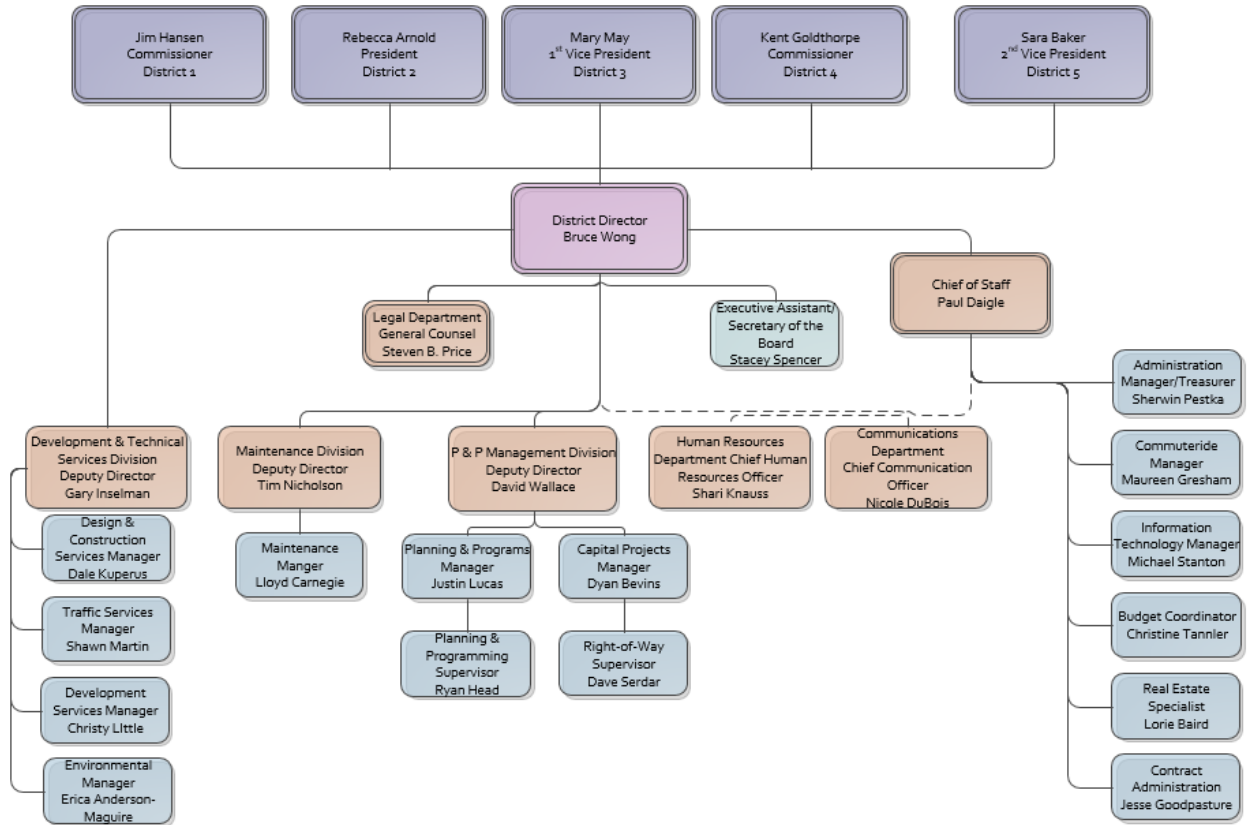 Jim Hansen
Commissioner
District 1
Rebecca Arnold
President
District 2
Mary May
1st Vice President
District 3
Kent Goldthorpe
Commissioner
District 4
Sara Baker
2nd Vice President
District 5
District Director
Bruce Wong
Chief of Staff
Paul Daigle
Legal Department
General Counsel
Steven B. Price
Executive Assistant/
Secretary of the
Board
Stacey Spencer
Development & Technical
Services Division
Deputy Director
Gary Inselman
Maintenance Division
Deputy Director
Tim Nicholson
P & P Management Division
Deputy Director
David Wallace
Human Resources
Department Chief Human
Resources Officer
Shari Knauss
Communications
Department
Chief Communication
Officer
Nicole DuBois
Design &
Construction
Services Manager
Dale Kuperus
Traffic Services
Manager
Shawn Martin
Development
Services Manager
Christy LIttle
Environmental
Manager
Erica Anderson-
Maguire
Maintenance
Manger
Lloyd Carnegie
Planning & Programs
Manager
Justin Lucas
Planning &
Programming
Supervisor
Ryan Head
Capital Projects
Manager
Dyan Bevins
Right-of-Way
Supervisor
Dave Serdar
Administration
Manager/Treasurer
Sherwin Pestka
Commuteride
Manager
Maureen Gresham
Information
Technology Manager
Michael Stanton
Budget Coordinator
Christine Tannler
Real Estate
Specialist
Lorie Baird
Contract
Administration
Jesse Goodpasture